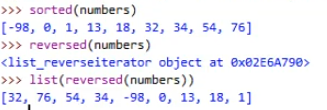 >>> sorted(numbers)
[-98, 0, 1, 13, 18, 32, 34, 54, 76]
>>> reversed(numbers)
<list_reverseiterator object at 0x02E6A790>
>>> list(reversed(numbers))
[32, 76, 54, 34, -98, 0, 13, 18, 1]